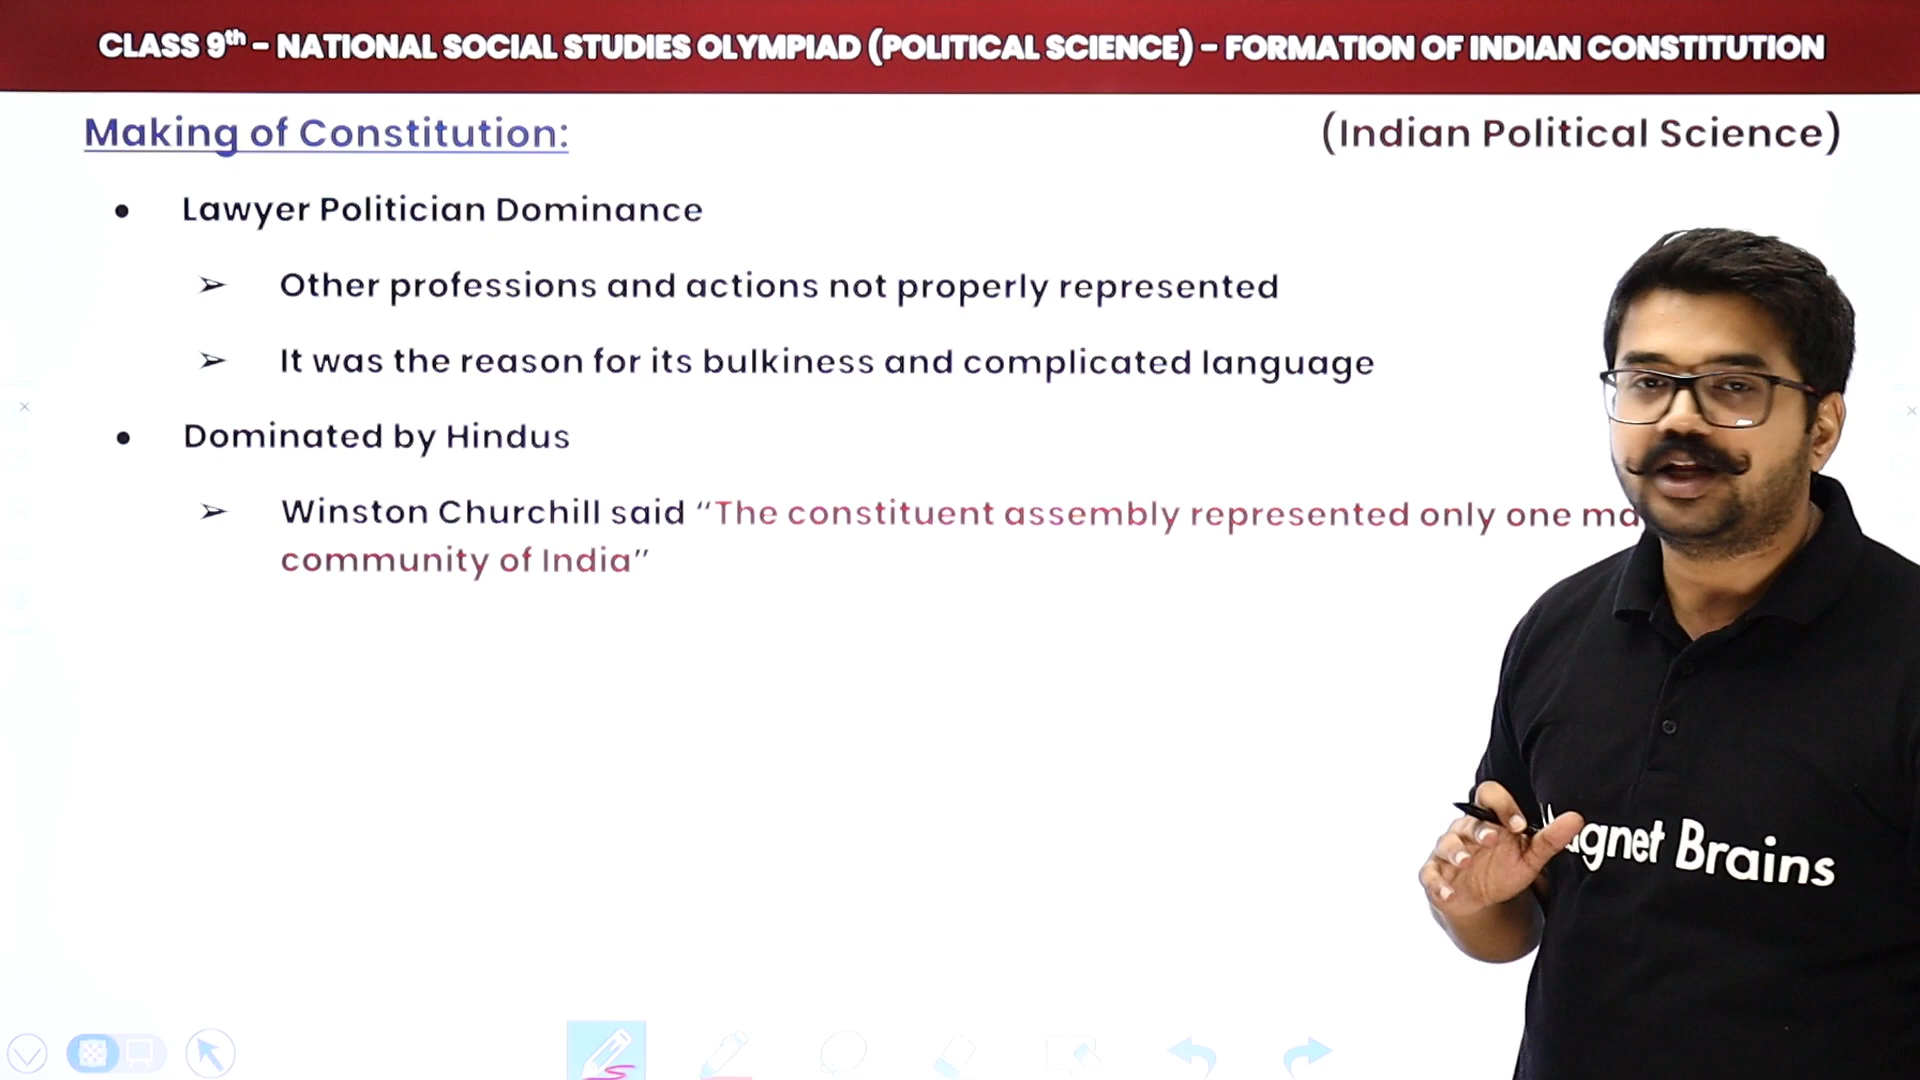 CLASS 9th – NATIONAL SOCIAL STUDIES OLYMPIAD (POLITICAL SCIENCE) – FORMATION OF INDIAN CONSTITUTION
Making of Constitution:
(Indian Political Science)
• Lawyer Politician Dominance
➢ Other professions and actions not properly represented
➢ It was the reason for its bulkiness and complicated language
• Dominated by Hindus
➢ Winston Churchill said “The constituent assembly represented only one
community of India”
Brains